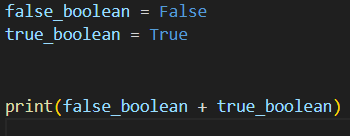 false_boolean = False
true_boolean = True
print(false_boolean + true_boolean)